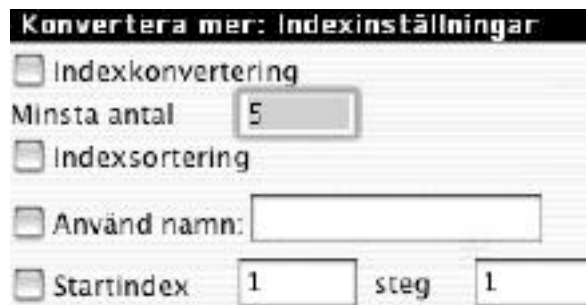 Konvertera mer: Indexinställningar
Indexkonvertering
Minsta antal 5
Indexsortering
Använd namn:
Startindex 1 steg 1